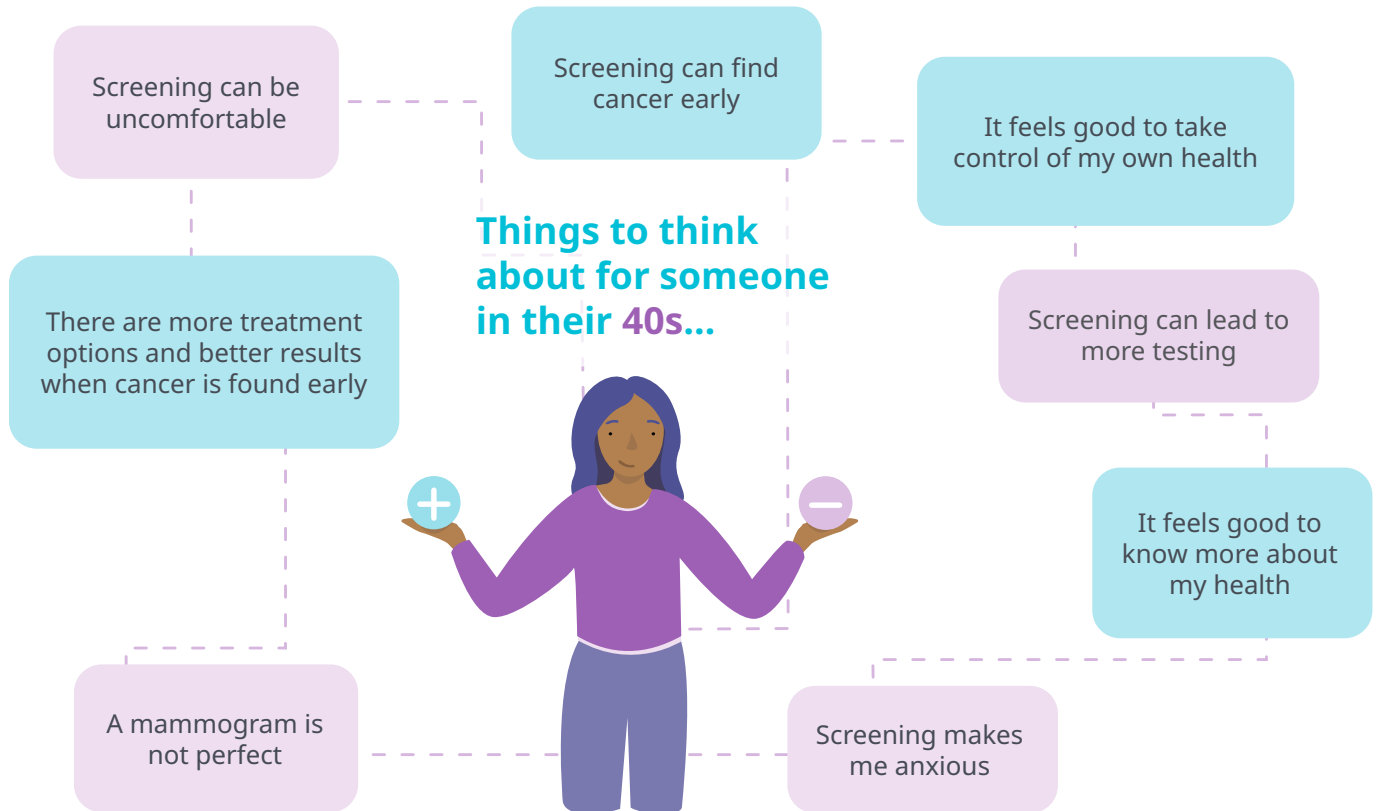 Screening can be
uncomfortable
Screening can find
cancer early
It feels good to take
control of my own health
Things to think
about for someone
in their 40s...
There are more treatment
options and better results
when cancer is found early
Screening can lead to
more testing
It feels good to
know more about
my health
A mammogram is
not perfect
Screening makes
me anxious